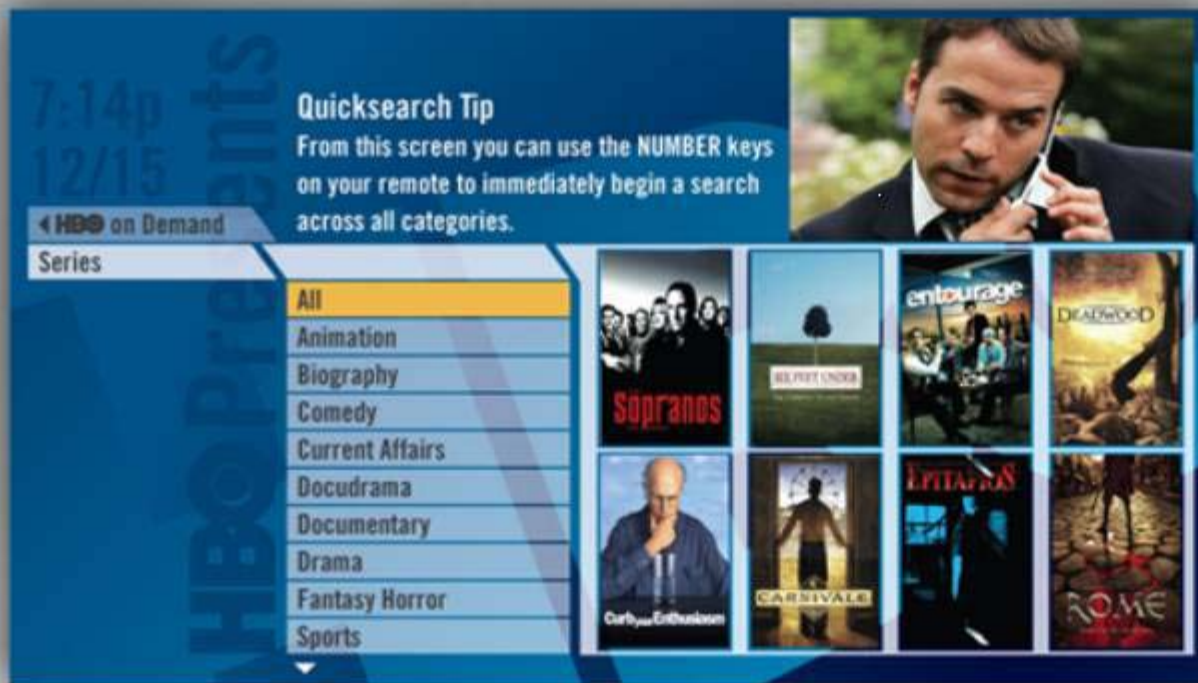 7:14p
12/15
HBO Presents
Quicksearch Tip
From this screen you can use the NUMBER keys
on your remote to immediately begin a search
across all categories.
HBO on Demand
Series
All
Animation
Biography
Comedy
Current Affairs
Docudrama
Documentary
Drama
Fantasy Horror
Sports
Sopranos
SIX FEET UNDER
entourage
DEADWOOD
Curb your Enthusiasm
CARNIVALE
EPITAFIOS
ROME